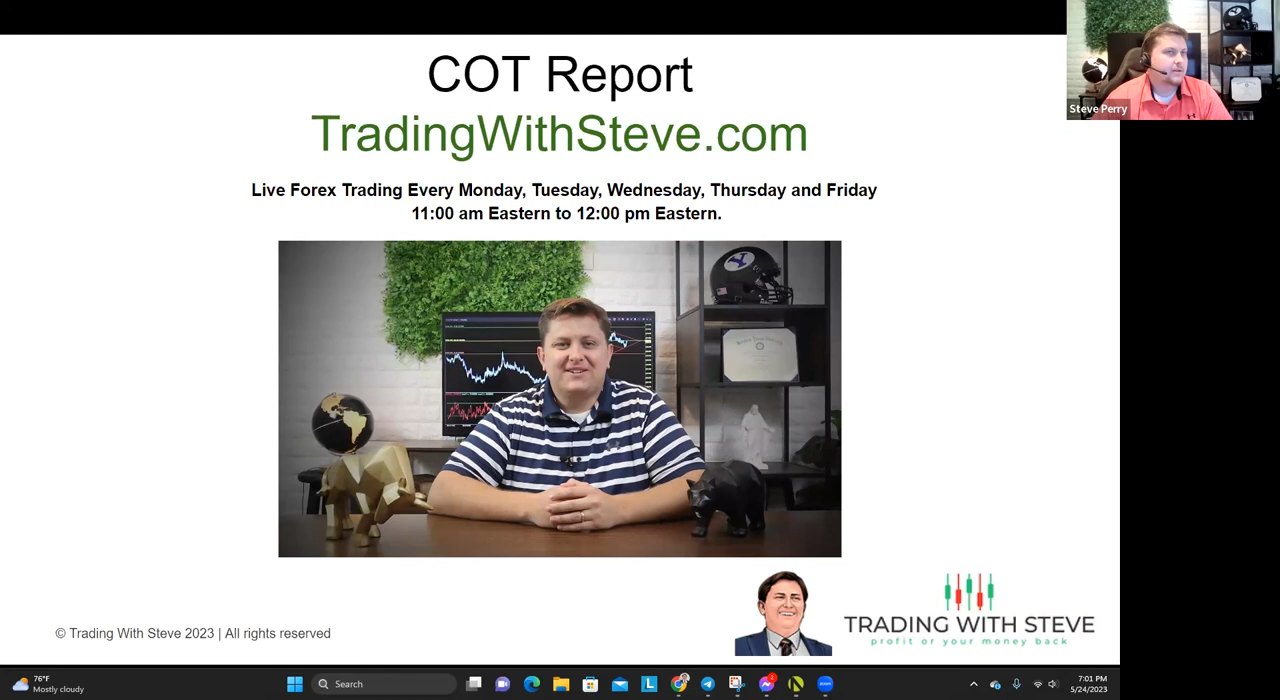 COT Report
TradingWithSteve.com
Live Forex Trading Every Monday, Tuesday, Wednesday, Thursday and Friday
11:00 am Eastern to 12:00 pm Eastern.
Steve Perry
© Trading With Steve 2023 | All rights reserved
TRADING WITH STEVE
profit or your money back
76°F
Mostly cloudy
Search
7:01 PM
5/24/2023